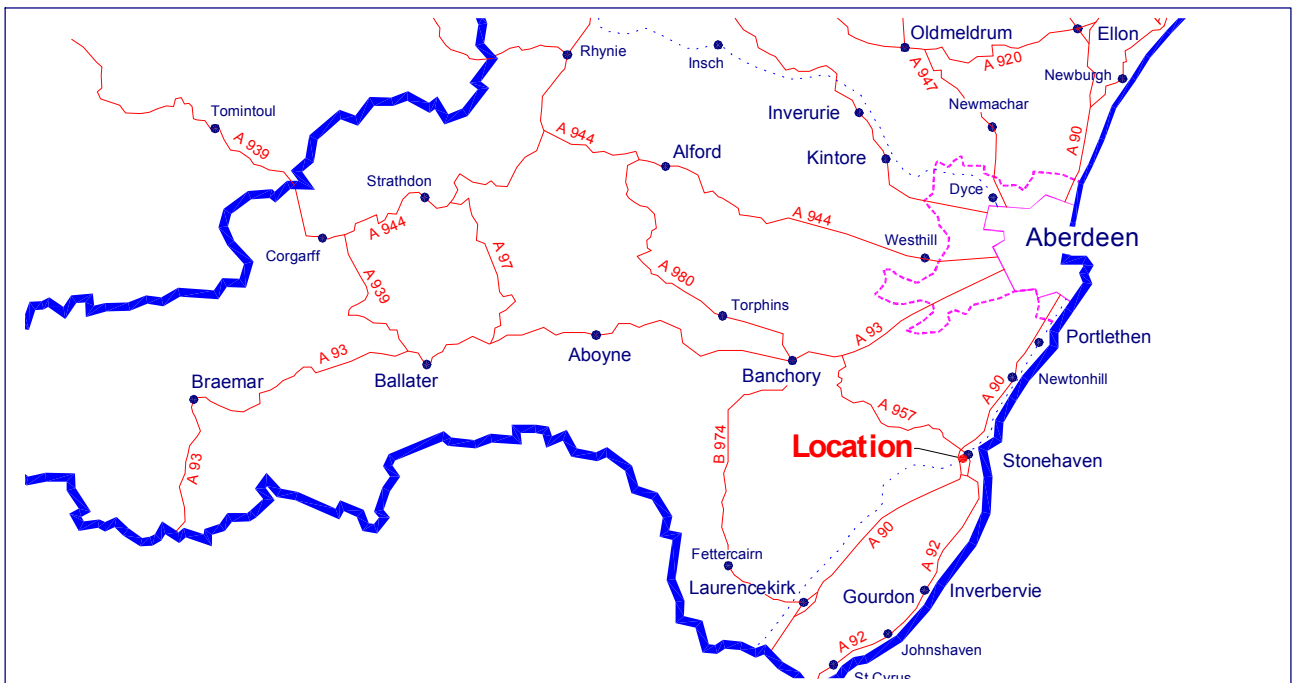 Oldmeldrum
Ellon
Rhynie
Insch
A 920
A 947
Newburgh
Tomintoul
Inverurie
Newmachar
A 90
A 939
A 944
Alford
Kintore
Strathdon
Dyce
A 944
A 944
Westhill
Aberdeen
Corgarff
A 97
A 939
A 980
Torphins
A 93
Portlethen
Aboyne
A 93
Braemar
Ballater
Banchory
Newtonhill
A 90
A 957
A 93
B 974
Location
Stonehaven
A 90
A 92
Fettercairn
Laurencekirk
Gourdon
Inverbervie
A 92
Johnshaven
St Cyrus